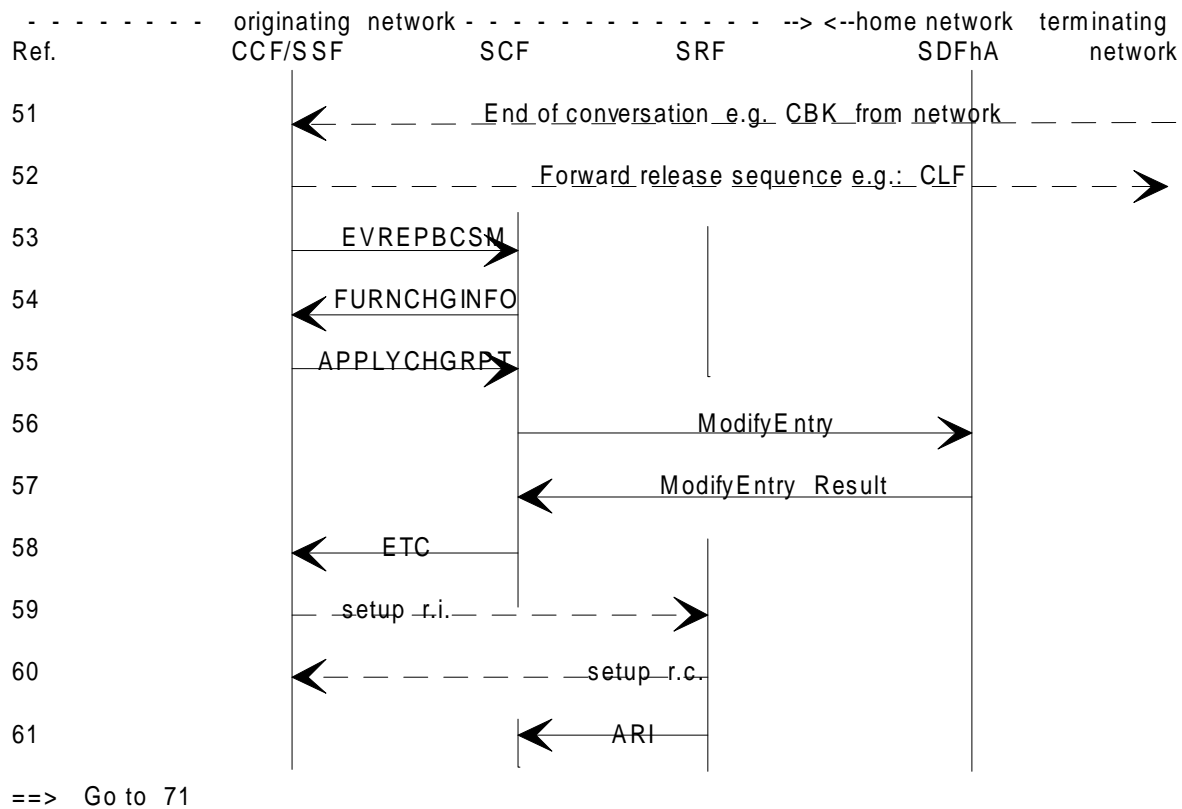 - - - - - - - - originating network - - - - - - - - - - - - - --> <--home network terminating
Ref. CCF/SSF SCF SRF SDFhA network
51 End of conversation e.g. CBK from network
52 Forward release sequence e.g.: CLF
53 EVREPBCSM
54 FURNCHGINFO
55 APPLYCHGRPT
56 ModifyEntry
57 ModifyEntry Result
58 ETC
59 setup r.i.
60 setup r.c.
61 ARI
==> Go to 71